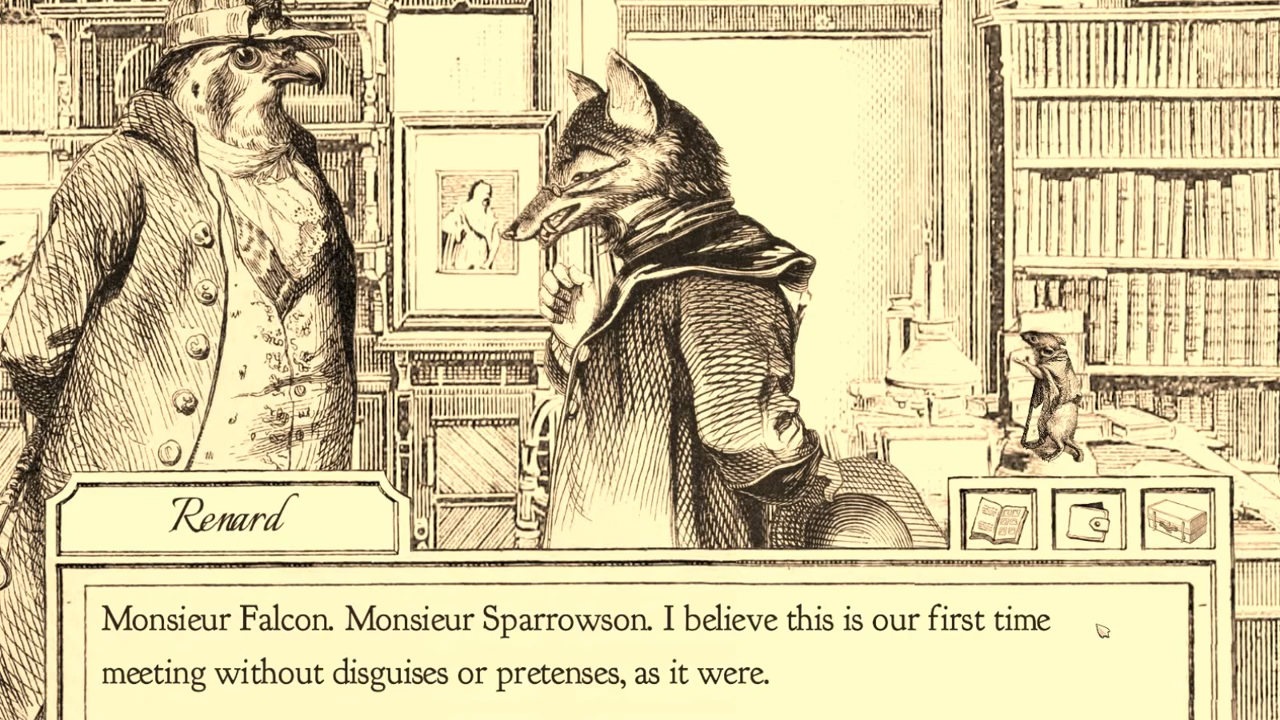 Renard
Monsieur Falcon. Monsieur Sparrowson. I believe this is our first time
meeting without disguises or pretenses, as it were.